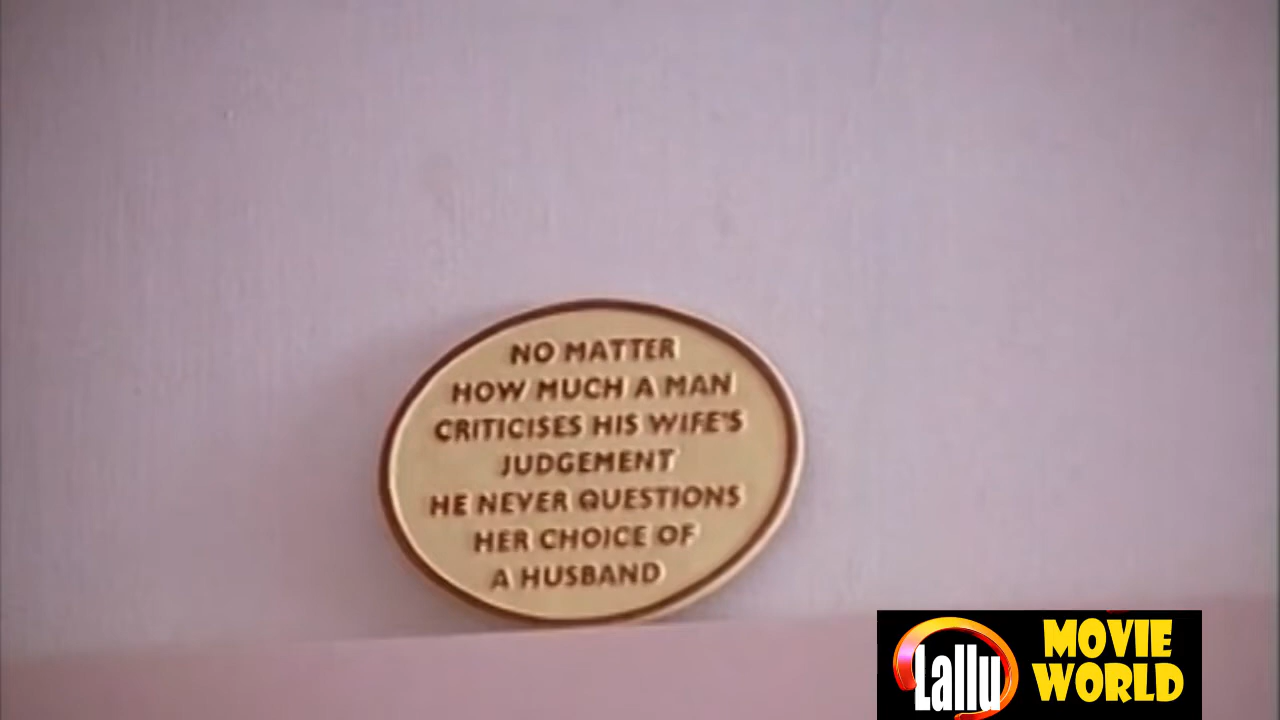 NO MATTER
HOW MUCH A MAN
CRITICISES HIS WIFE'S
JUDGEMENT
HE NEVER QUESTIONS
HER CHOICE OF
A HUSBAND
Lallu
MOVIE
WORLD